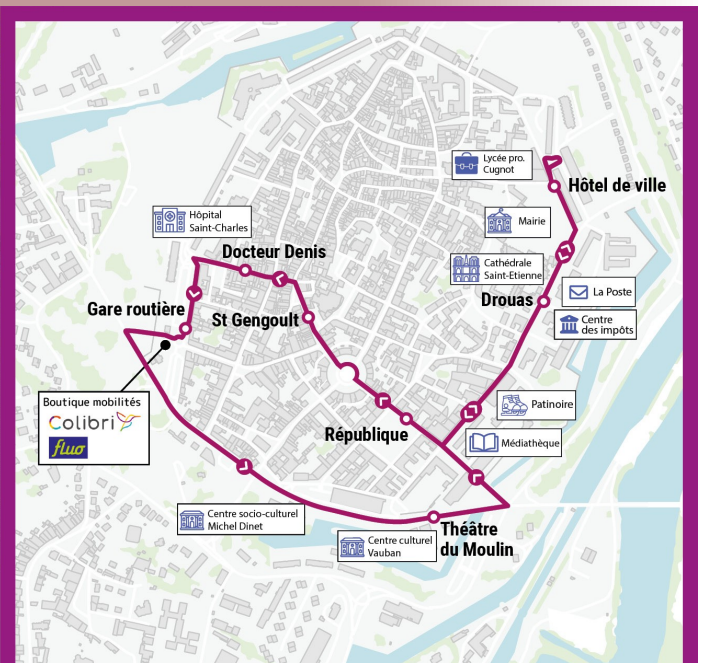 Lycée pro.
Cugnot
Hôtel de ville
Hôpital
Saint-Charles
Mairie
Docteur Denis
Cathédrale
Saint-Etienne
La Poste
Drouas
Gare routière
St Gengoult
Centre
des impôts
Boutique mobilités
Colibri
fluo
Patinoire
République
Médiathèque
Centre socio-culturel
Michel Dinet
Centre culturel
Vauban
Théâtre
du Moulin